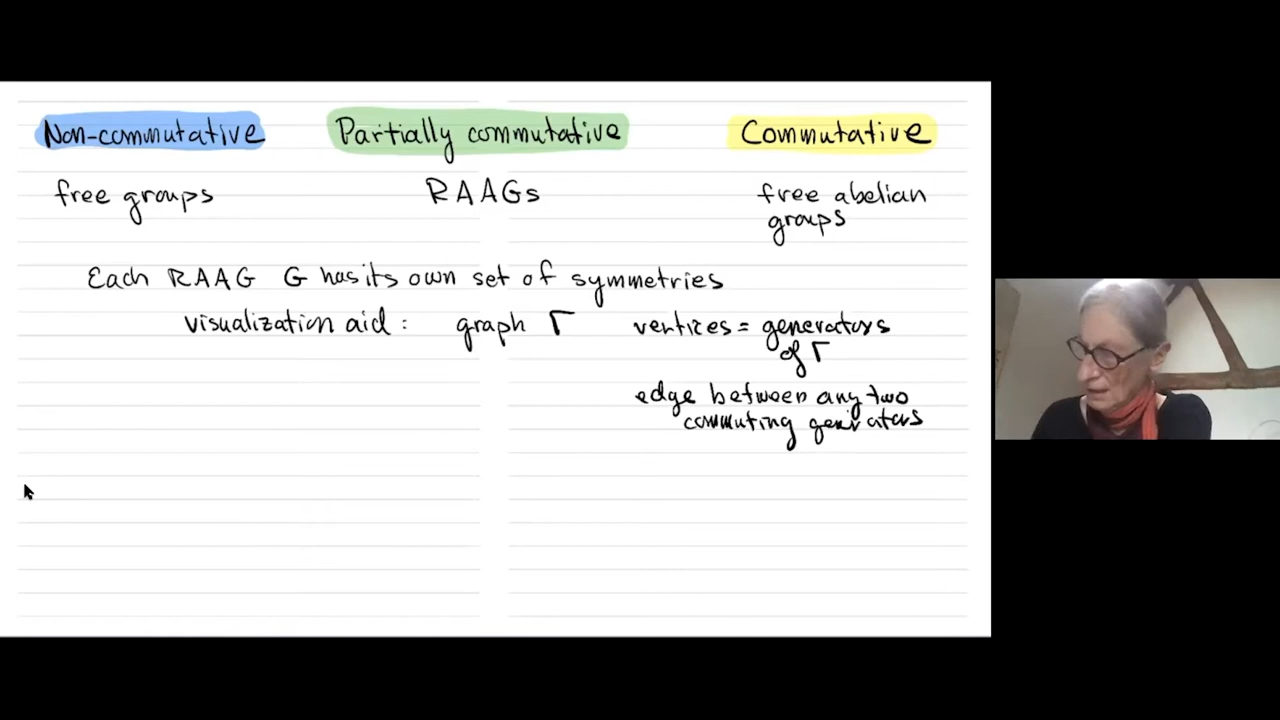 Non-commutative Partially commutative Commutative
free groups RAAGs free abelian
groups
Each RAAG G has its own set of symmetries
visualization aid: graph Γ vertices = generators
of Γ
edge between any two
commuting generators